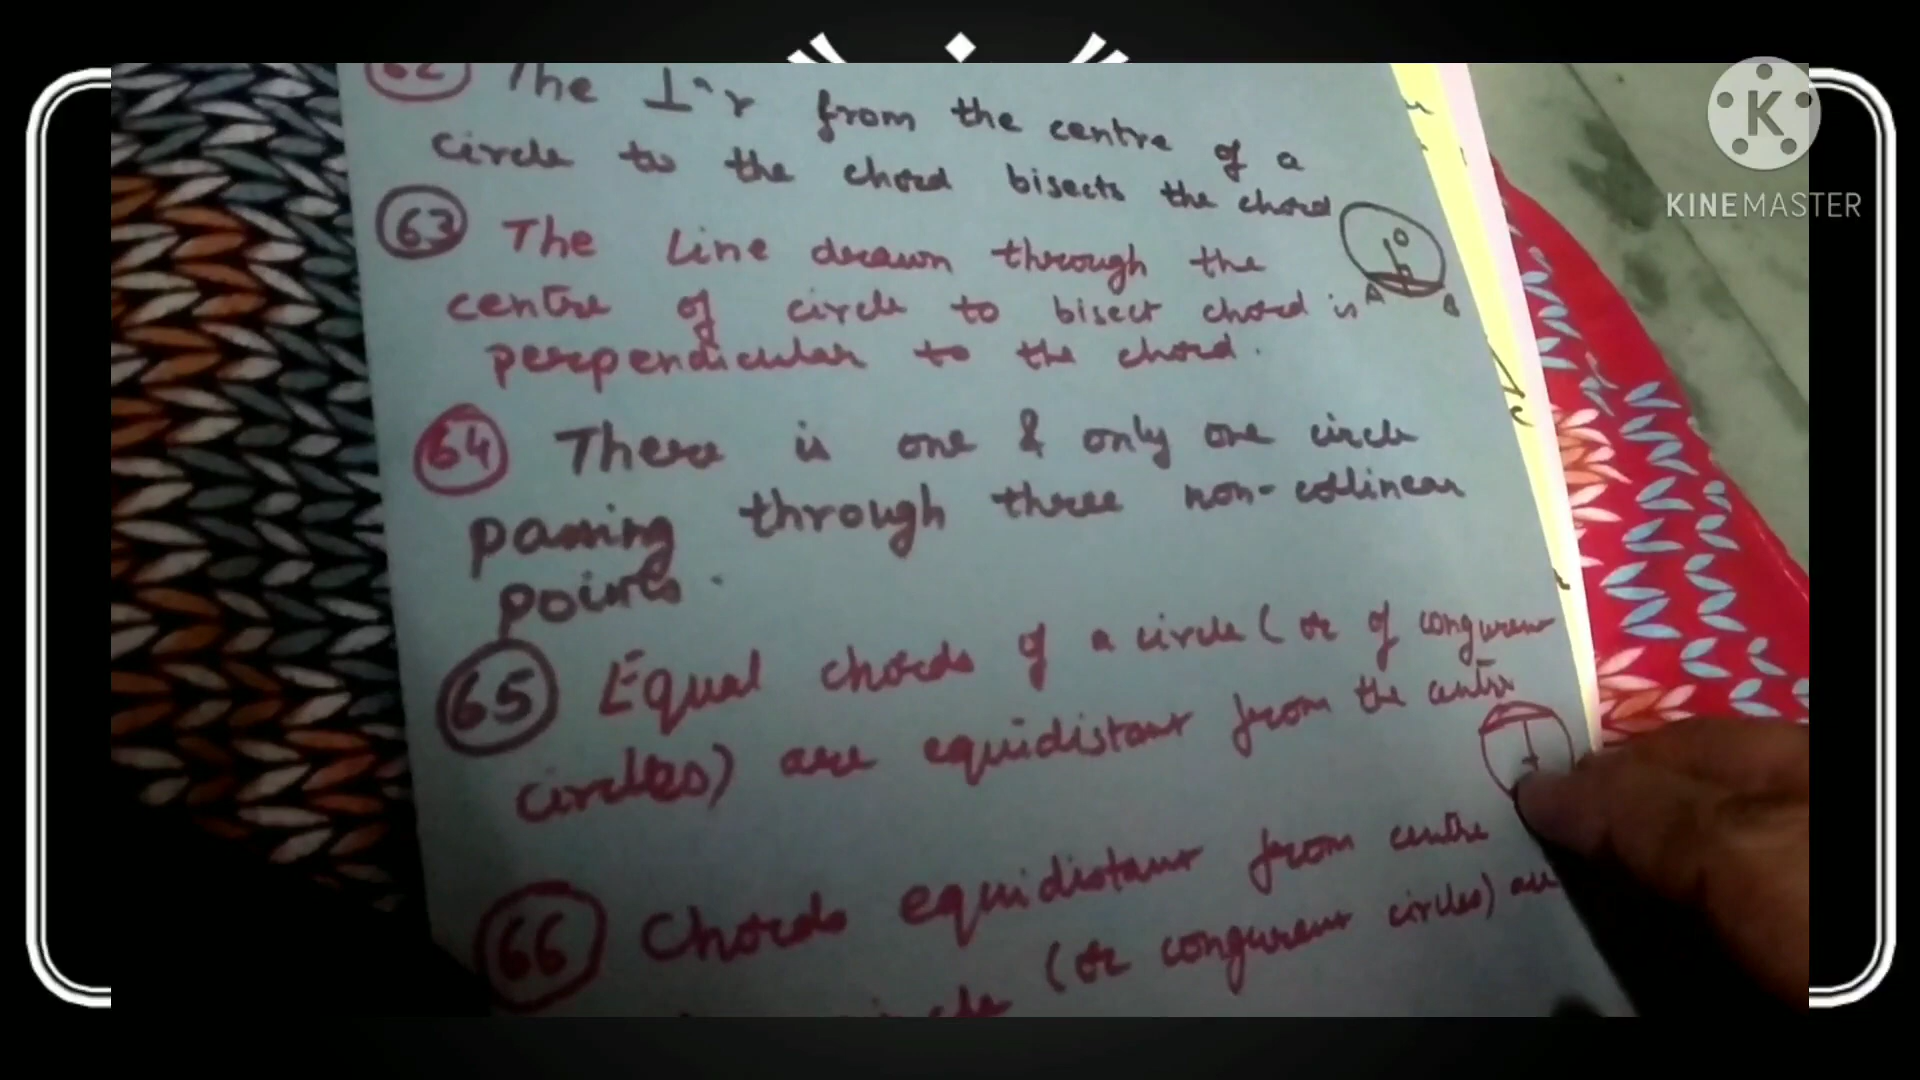 62 The ⊥^r from the centre of a
circle to the chord bisects the chord
63 The Line drawn through the
centre of circle to bisect chord is
perpendicular to the chord.
O
A B
64 There is one & only one circle
passing through three non-collinear
points.
65 Equal chords of a circle (or of congurent
circles) are equidistant from the centre
66 Chords equidistant from centre
(or congurent circles) are
K
KINEMASTER